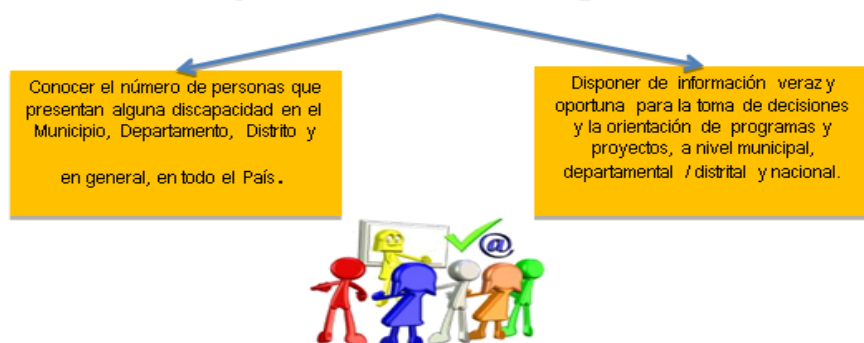 Conocer el número de personas que
presentan alguna discapacidad en el
Municipio, Departamento, Distrito y
en general, en todo el País.
Disponer de información veraz y
oportuna para la toma de decisiones
y la orientación de programas y
proyectos, a nivel municipal,
departamental / distrital y nacional.
@